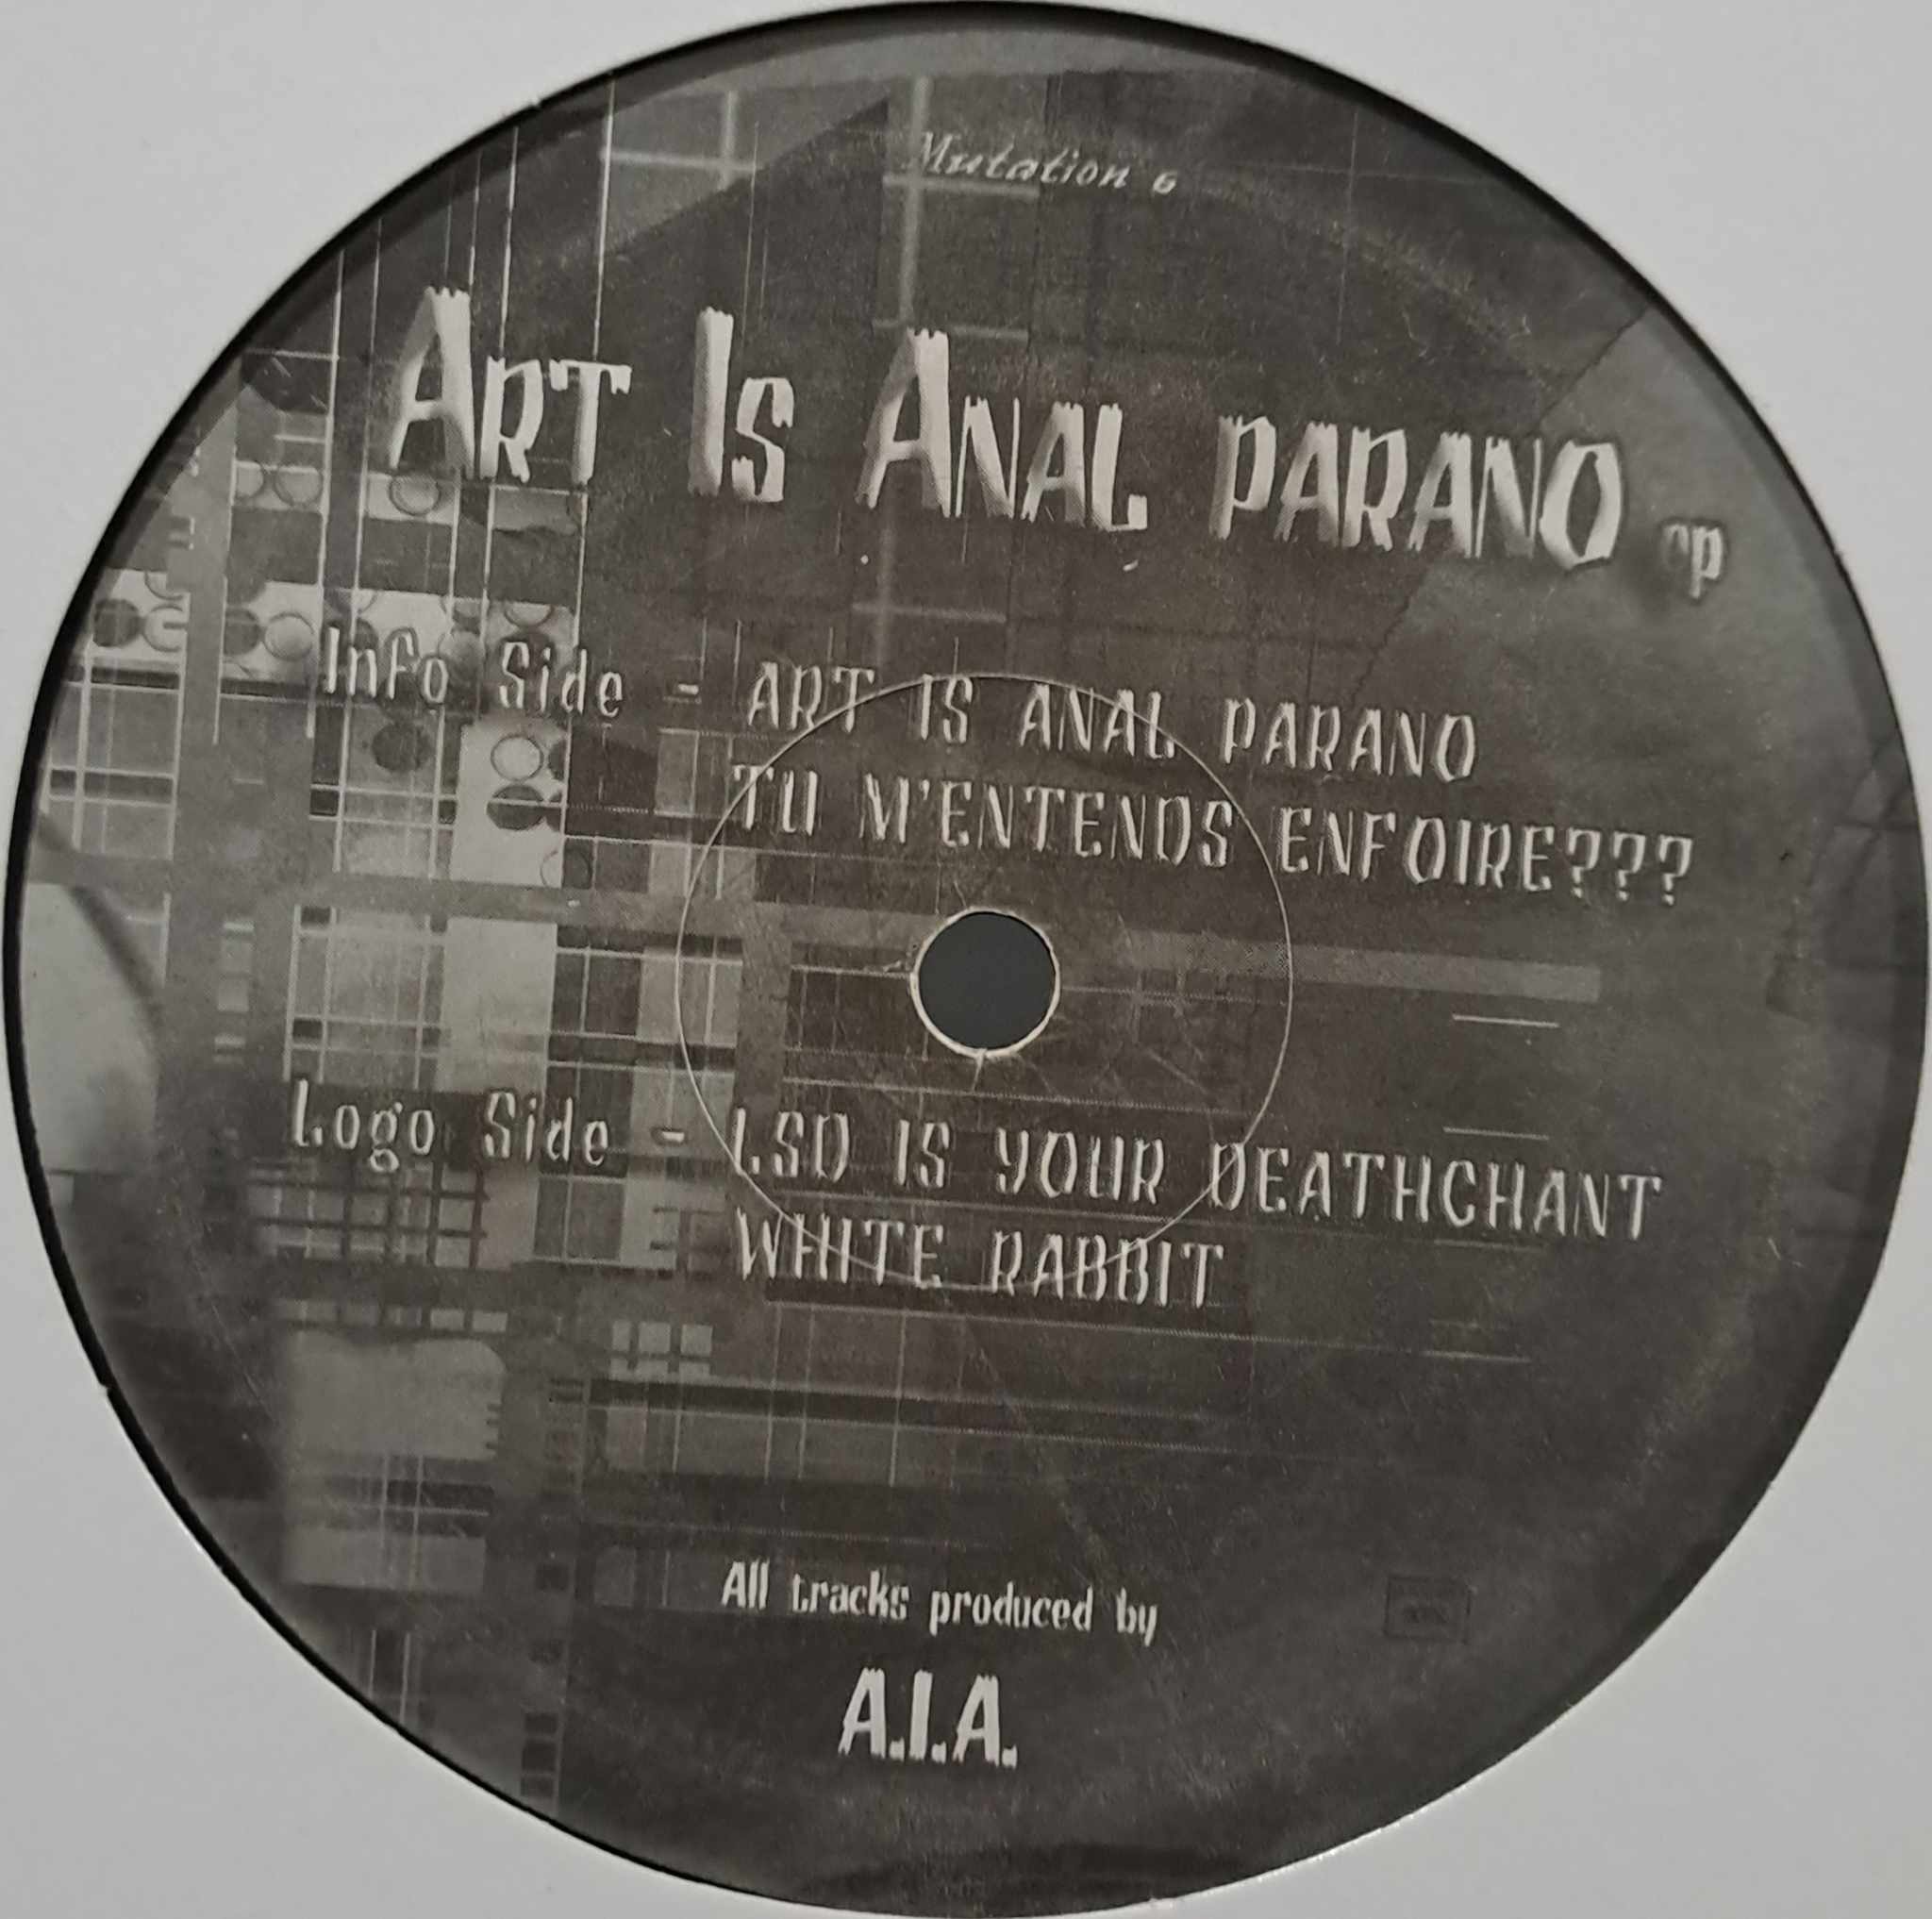 Mutation 6
Art Is Anal parano ep
Info Side - ART IS ANAL PARANO
TU M'ENTENDS ENFOIRE???
Logo Side - LSD IS YOUR DEATHCHANT
WHITE RABBIT
All tracks produced by
A.I.A.